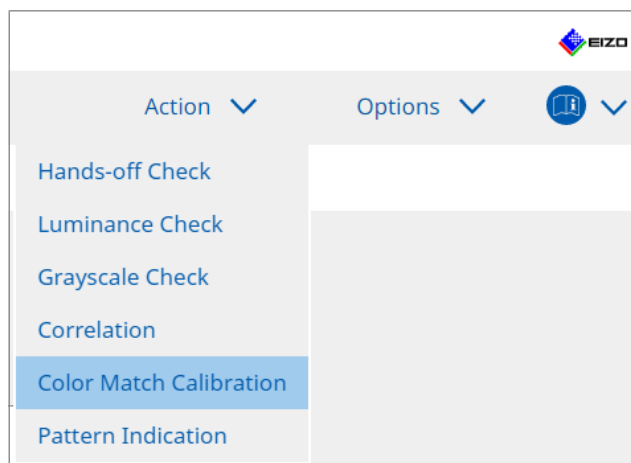 EIZO
Action Options
Hands-off Check
Luminance Check
Grayscale Check
Correlation
Color Match Calibration
Pattern Indication